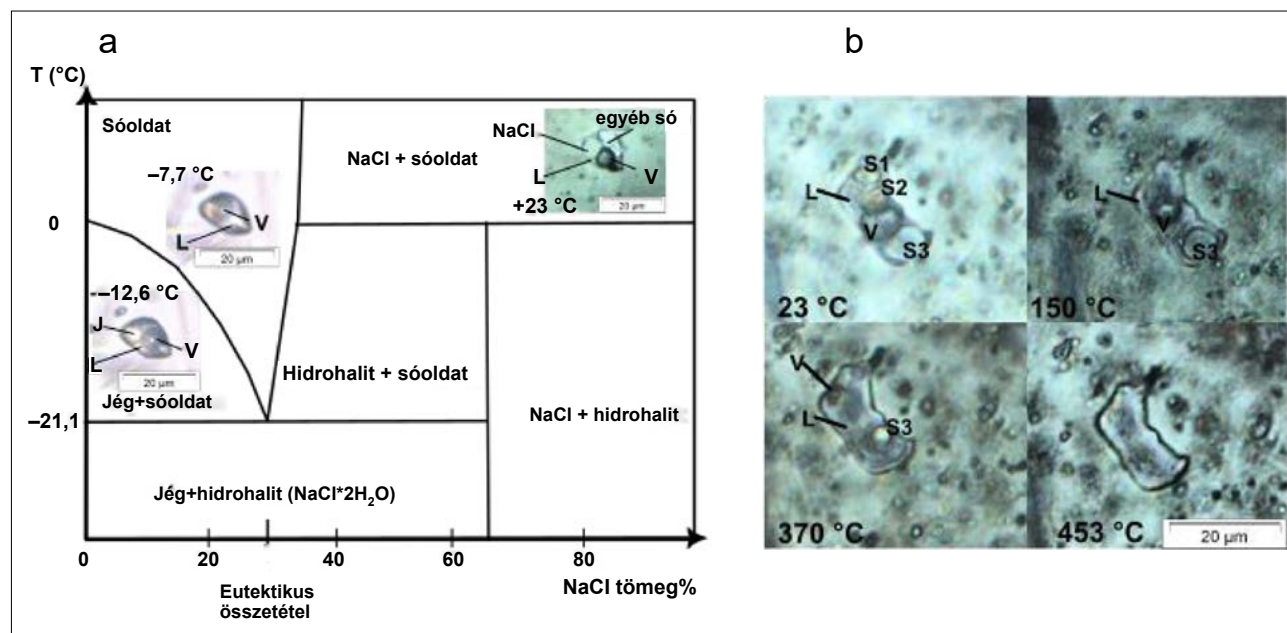 a
b
T (°C)
Sóoldat
–7,7 °C
L
V
20 µm
NaCl
egyéb só
NaCl + sóoldat
L
V
+23 °C
20 µm
0
-–12,6 °C
J
L
V
20 µm
Jég+sóoldat
Hidrohalit + sóoldat
NaCl + hidrohalit
–21,1
Jég+hidrohalit (NaCl*2H₂O)
0
20
40
60
80
Eutektikus
összetétel
NaCl tömeg%
S1
S2
L
V
S3
23 °C
L
V
S3
150 °C
V
L
S3
370 °C
453 °C
20 µm